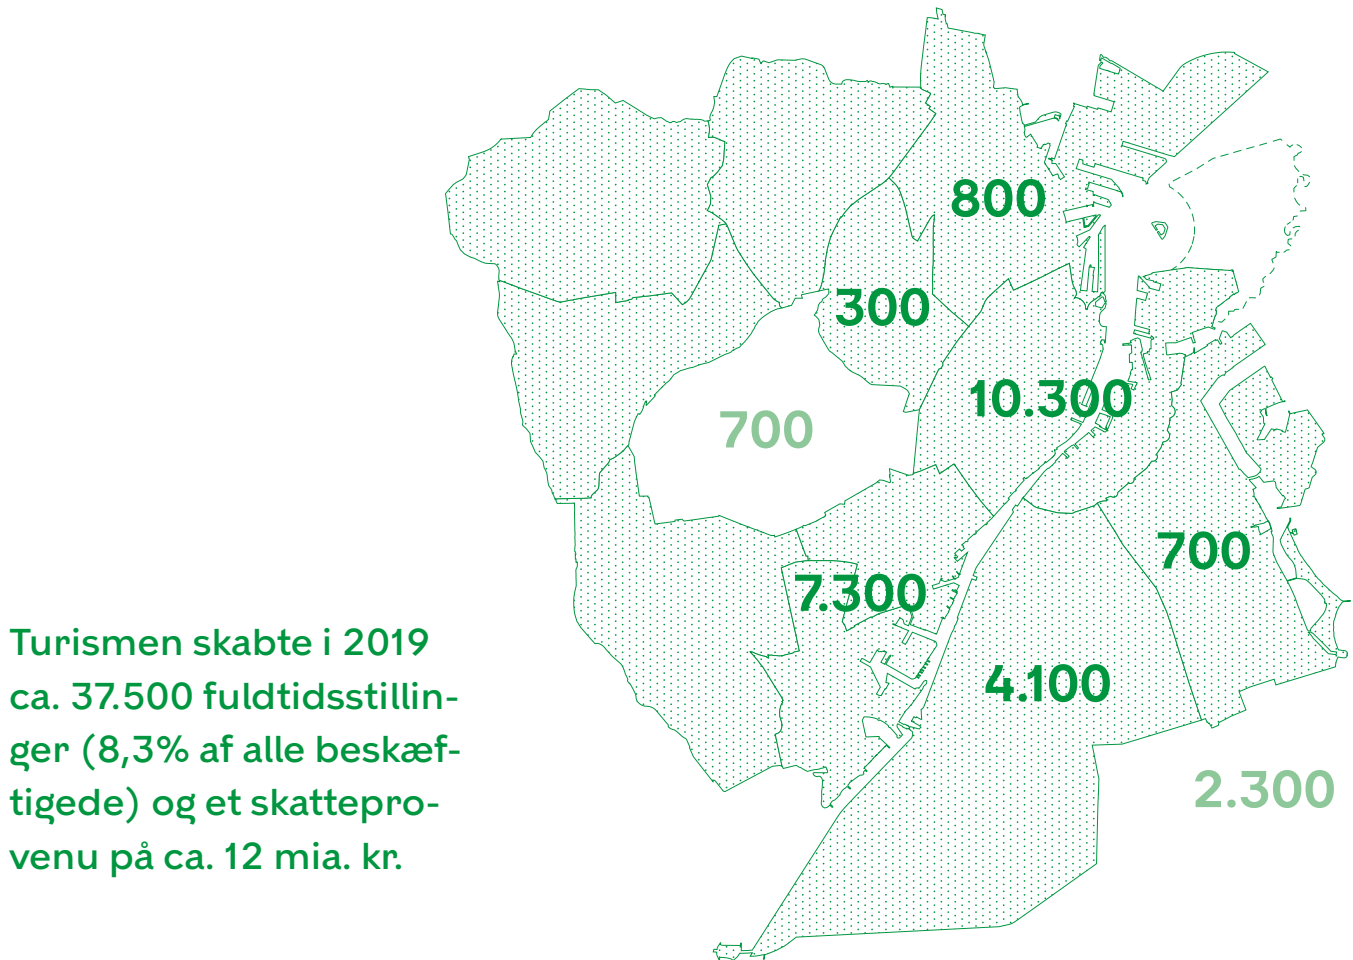 800
300
10.300
700
700
7.300
4.100
2.300
Turismen skabte i 2019
ca. 37.500 fuldtidsstillin-
ger (8,3% af alle beskæf-
tigede) og et skattepro-
venu på ca. 12 mia. kr.